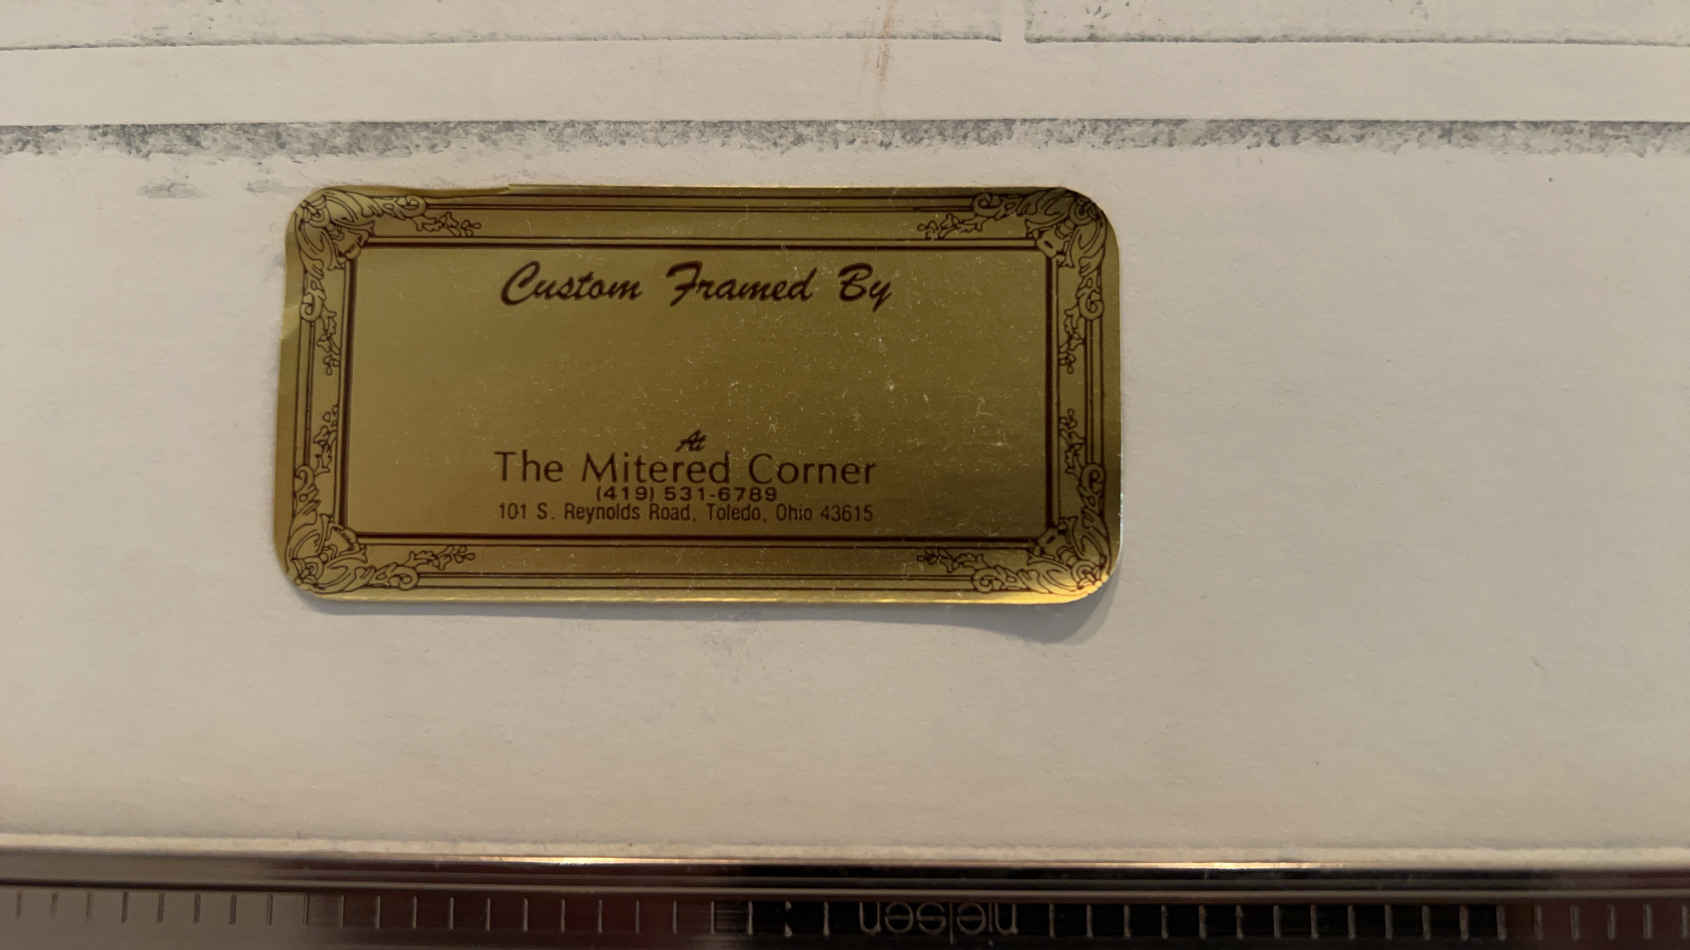 Custom Framed By
At
The Mitered Corner
(419) 531-6789
101 S. Reynolds Road, Toledo, Ohio 43615
nielsen